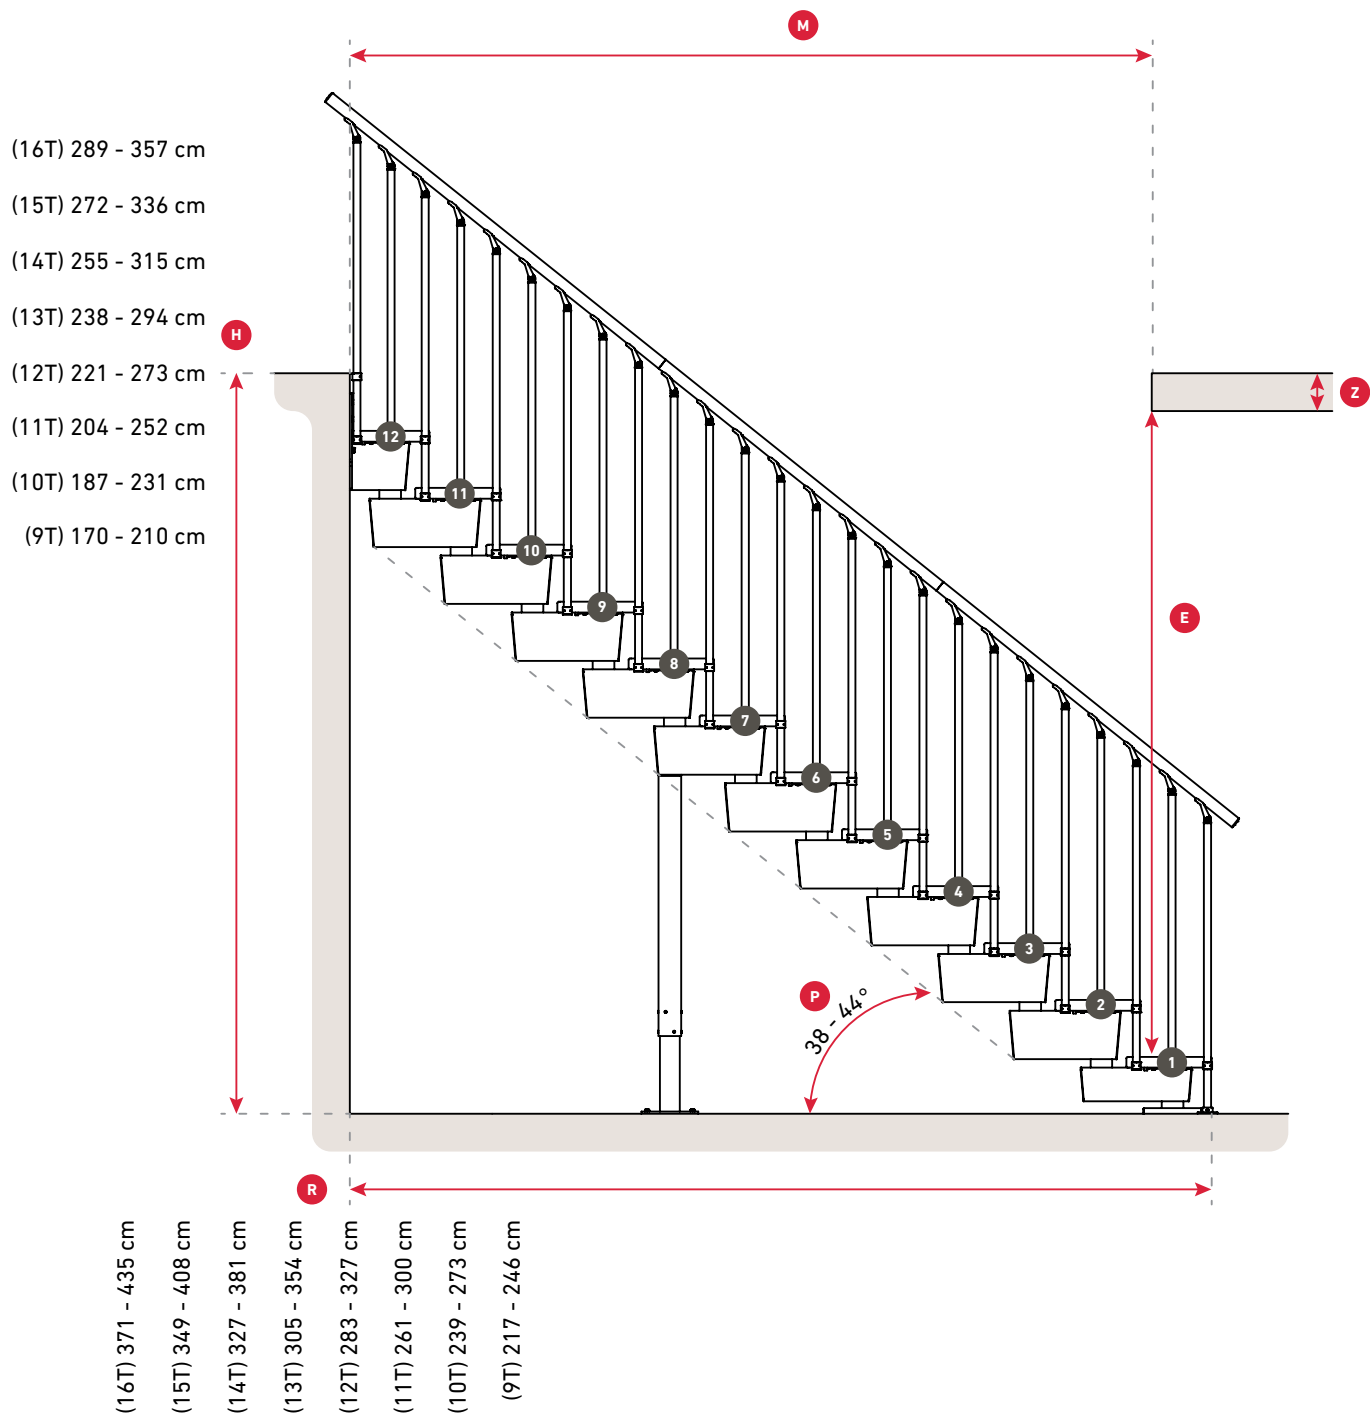 M
(16T) 289 - 357 cm
(15T) 272 - 336 cm
(14T) 255 - 315 cm
(13T) 238 - 294 cm
H
(12T) 221 - 273 cm
(11T) 204 - 252 cm
(10T) 187 - 231 cm
(9T) 170 - 210 cm
Z
E
12
11
10
9
8
7
6
5
4
3
2
1
P
38 - 44°
R
(16T) 371 - 435 cm
(15T) 349 - 408 cm
(14T) 327 - 381 cm
(13T) 305 - 354 cm
(12T) 283 - 327 cm
(11T) 261 - 300 cm
(10T) 239 - 273 cm
(9T) 217 - 246 cm